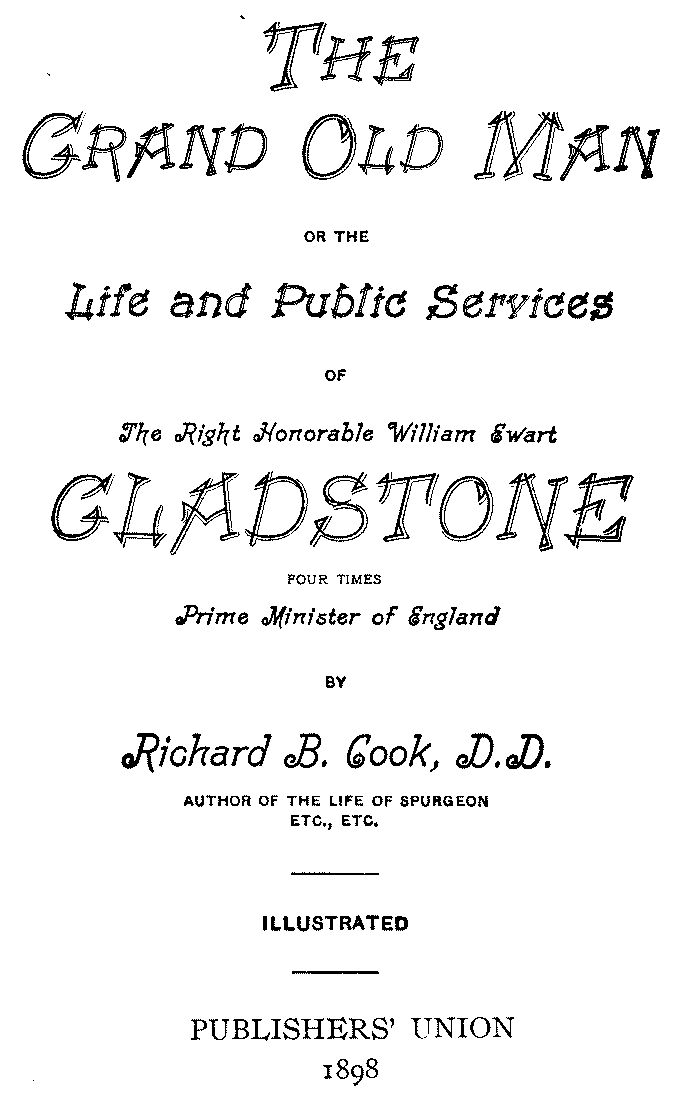 THE
GRAND OLD MAN
OR THE
Life and Public Services
OF
The Right Honorable William Ewart
GLADSTONE
FOUR TIMES
Prime Minister of England
BY
Richard B. Cook, D.D.
AUTHOR OF THE LIFE OF SPURGEON
ETC., ETC.
ILLUSTRATED
PUBLISHERS' UNION
1898